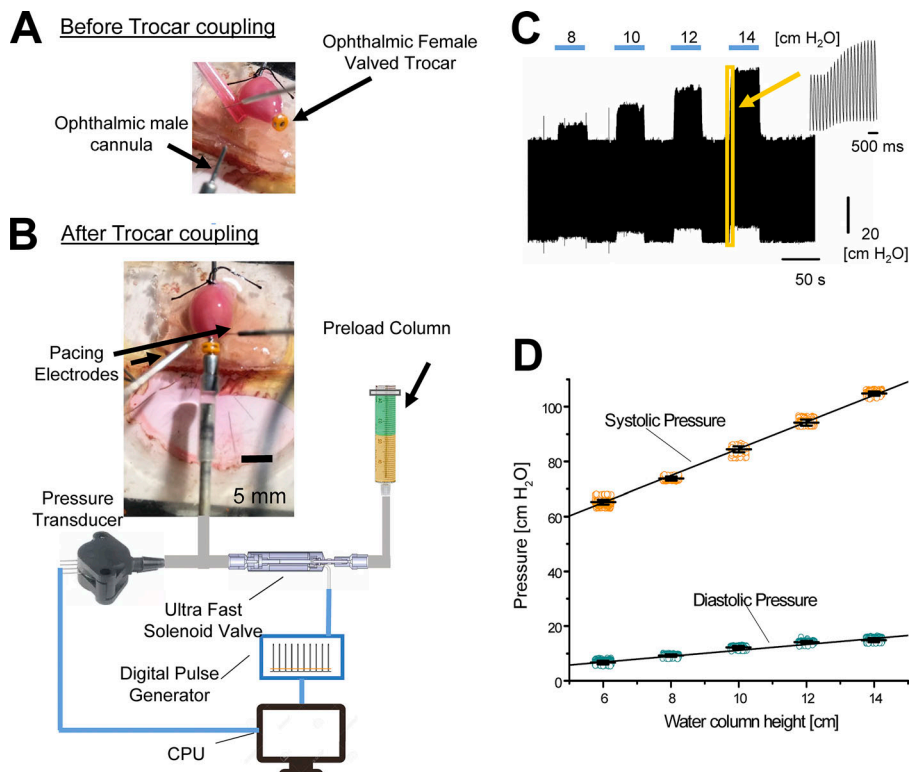 A Before Trocar coupling
Ophthalmic Female
Valved Trocar
Ophthalmic male
cannula
B After Trocar coupling
Pacing
Electrodes
5 mm
Preload Column
Pressure
Transducer
Ultra Fast
Solenoid Valve
Digital Pulse
Generator
CPU
C
8 10 12 14 [cm H2O]
500 ms
20
[cm H2O]
50 s
D
Pressure [cm H2O]
100
80
60
40
20
0
Systolic Pressure
Diastolic Pressure
6 8 10 12 14
Water column height [cm]